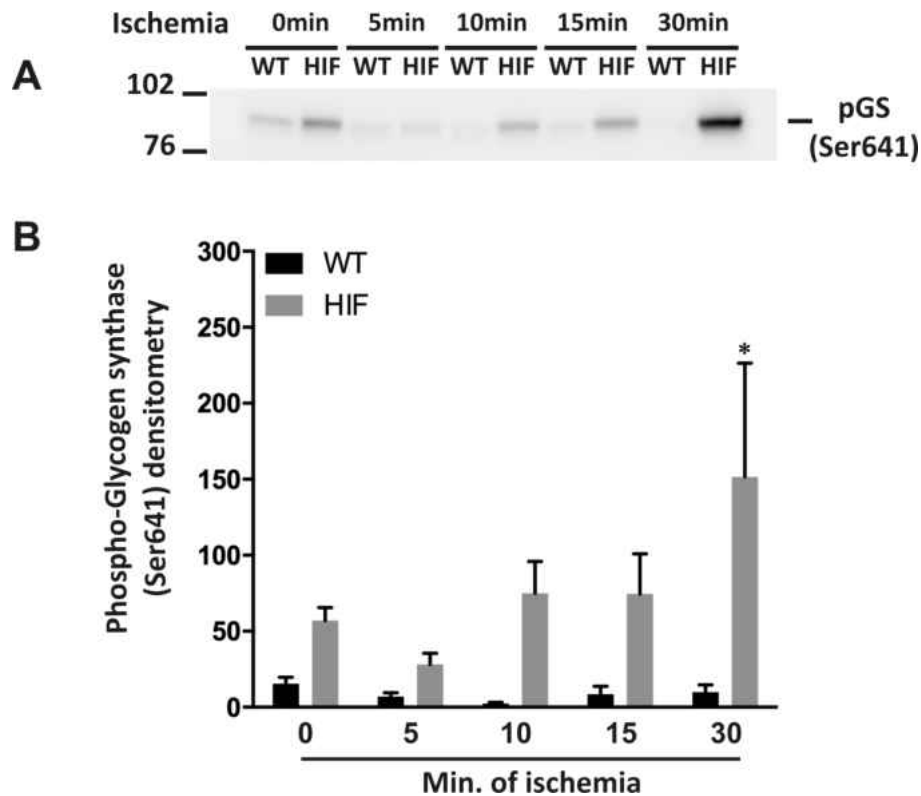 Ischemia 0min 5min 10min 15min 30min
A WT HIF WT HIF WT HIF WT HIF WT HIF
102
76
pGS
(Ser641)
B
Phospho-Glycogen synthase
(Ser641) densitometry
300
250
200
150
100
50
0
WT
HIF
*
0 5 10 15 30
Min. of ischemia